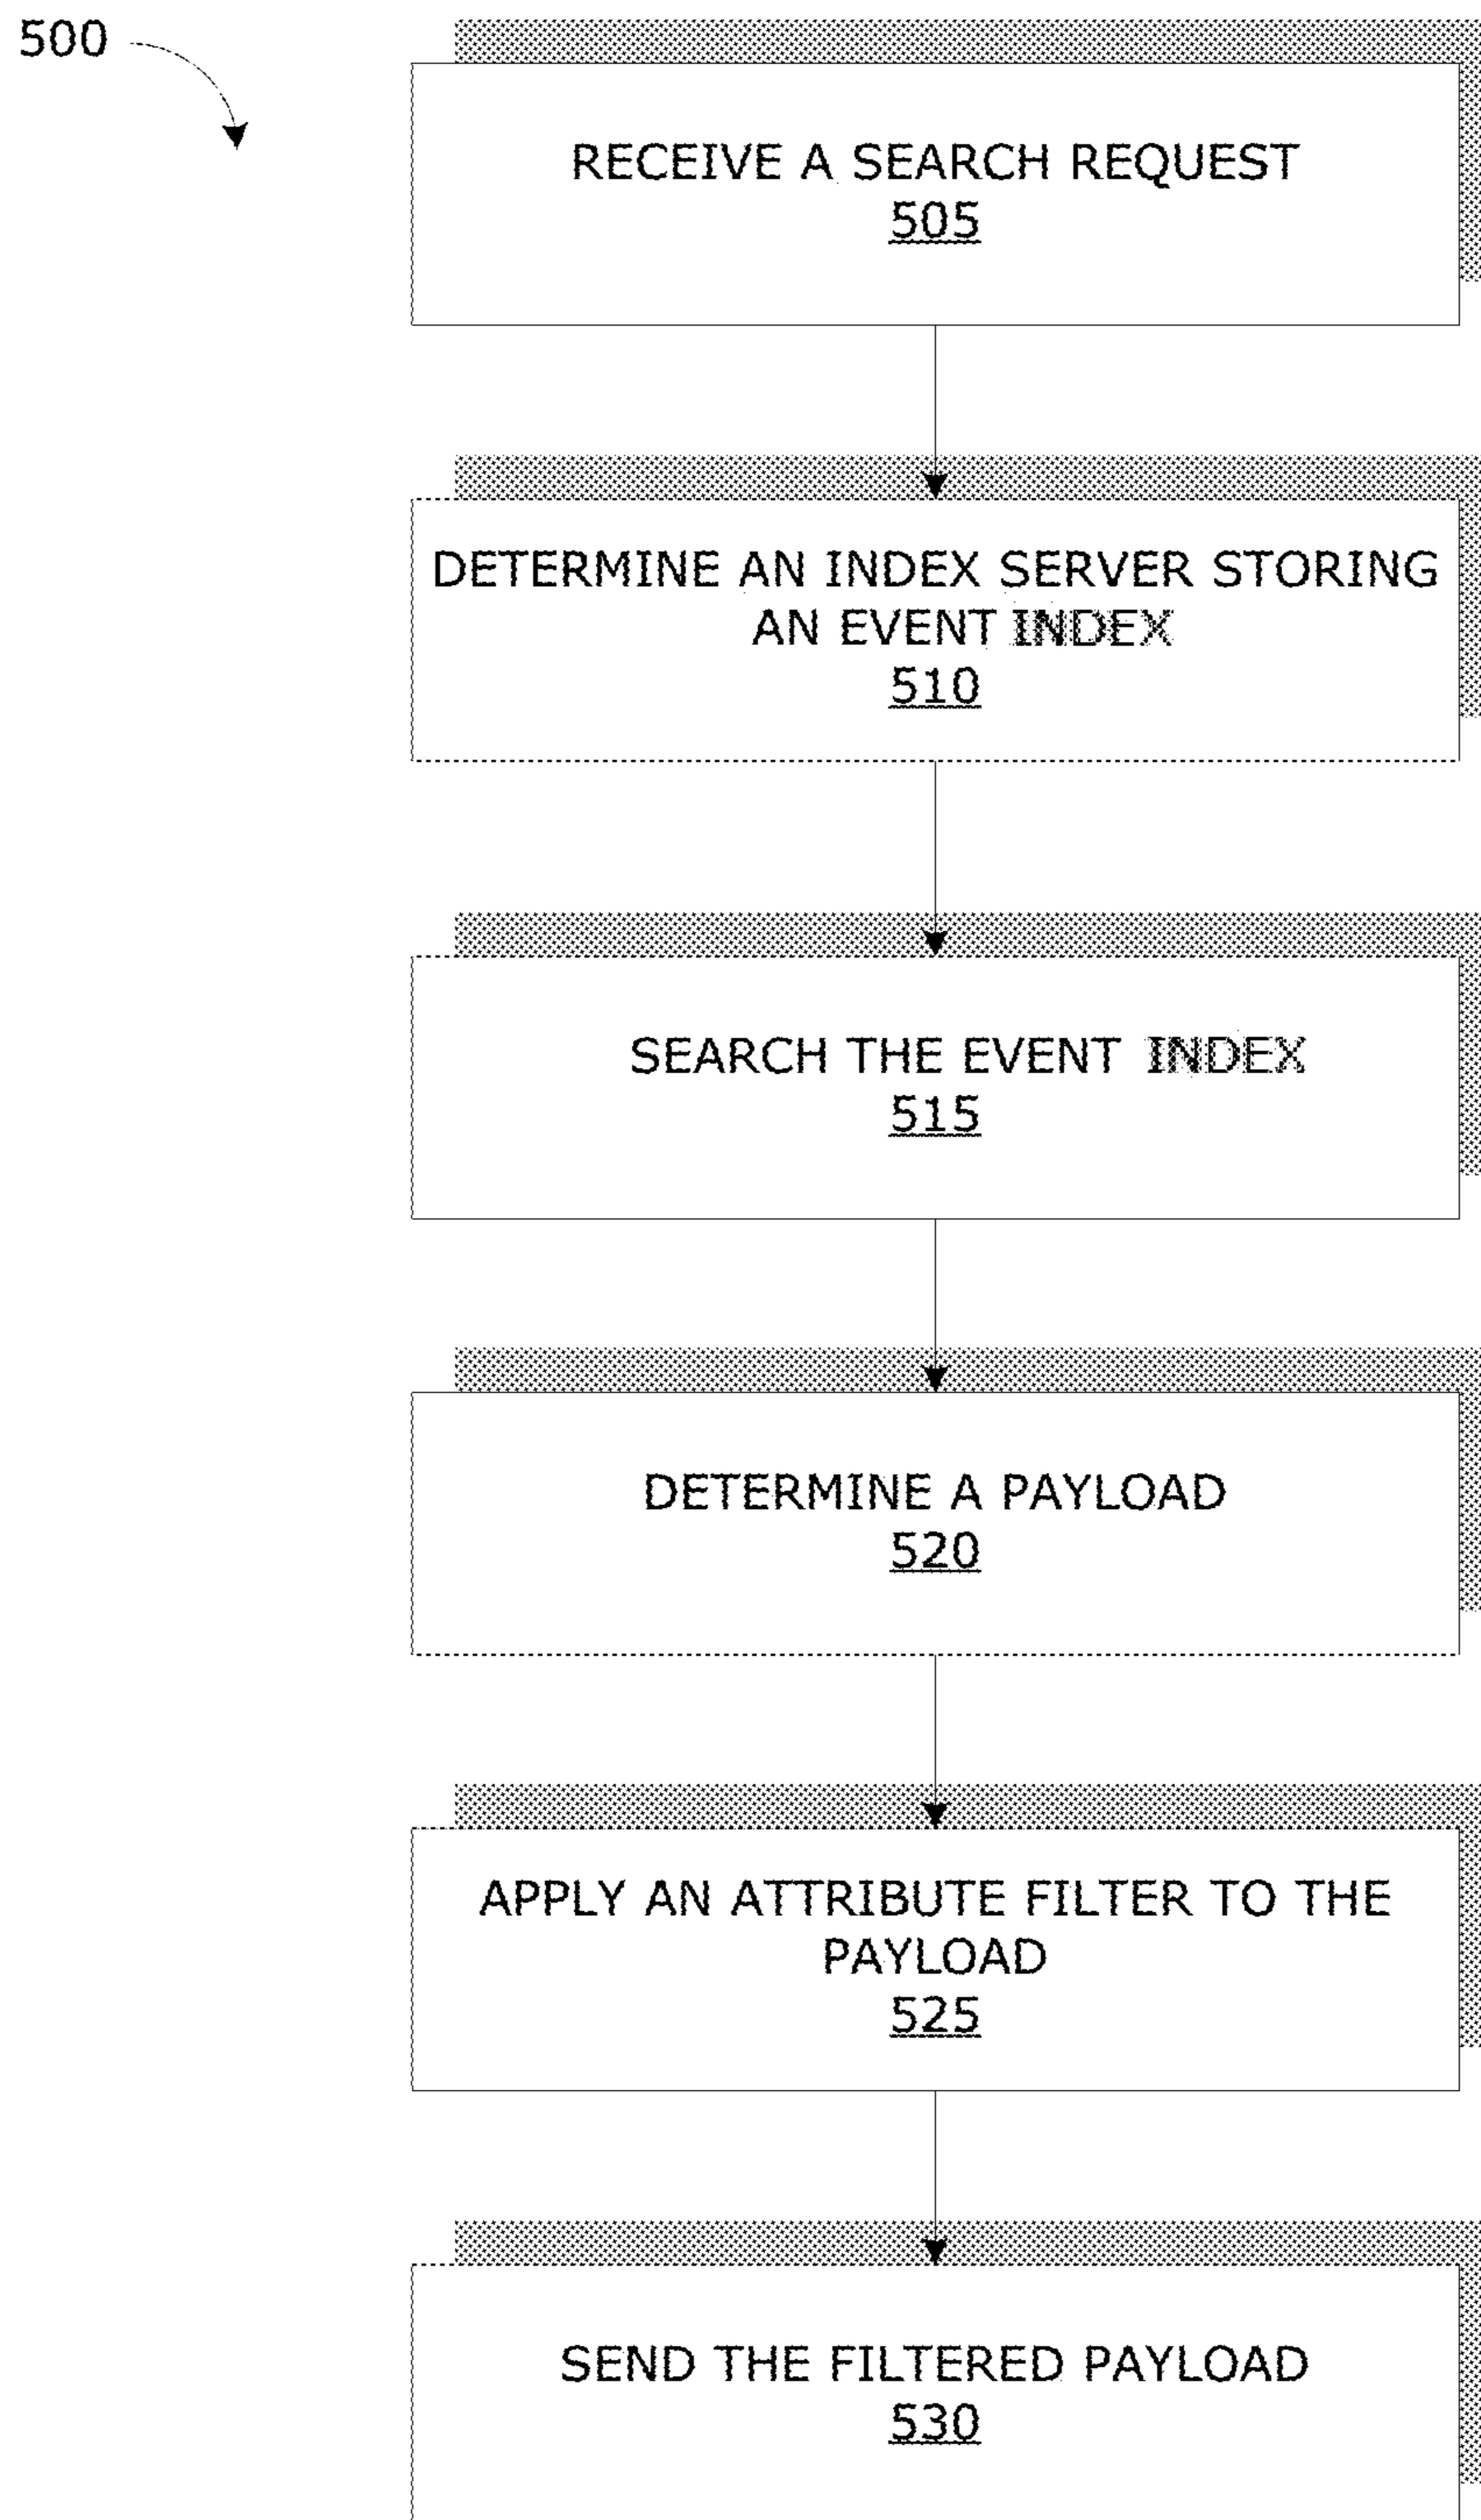 500
RECEIVE A SEARCH REQUEST
505
DETERMINE AN INDEX SERVER STORING
AN EVENT INDEX
510
SEARCH THE EVENT INDEX
515
DETERMINE A PAYLOAD
520
APPLY AN ATTRIBUTE FILTER TO THE
PAYLOAD
525
SEND THE FILTERED PAYLOAD
530